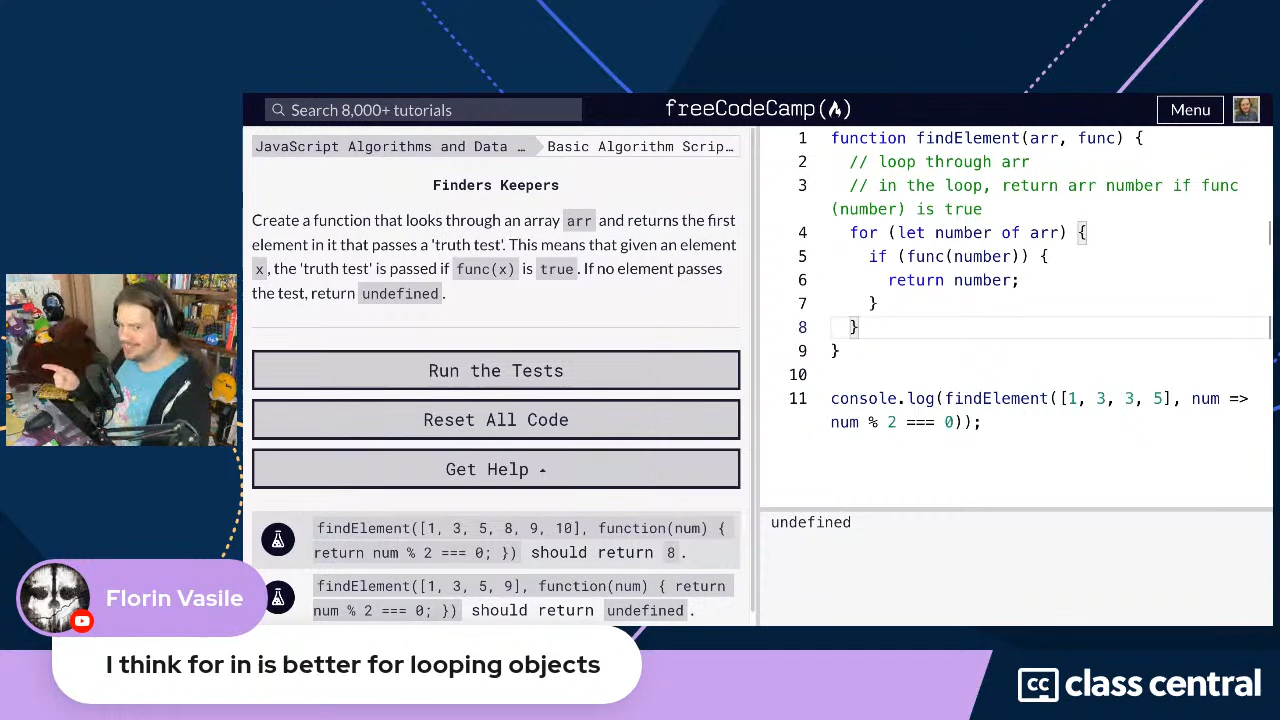 Search 8,000+ tutorials
freeCodeCamp
Menu
JavaScript Algorithms and Data …
Basic Algorithm Scrip…
Finders Keepers
Create a function that looks through an array arr and returns the first
element in it that passes a 'truth test'. This means that given an element
x, the 'truth test' is passed if func(x) is true. If no element passes
the test, return undefined.
Run the Tests
Reset All Code
Get Help
findElement([1, 3, 5, 8, 9, 10], function(num) {
return num % 2 === 0; }) should return 8.
findElement([1, 3, 5, 9], function(num) { return
num % 2 === 0; }) should return undefined.
1 function findElement(arr, func) {
2 // loop through arr
3 // in the loop, return arr number if func
(number) is true
4 for (let number of arr) {
5 if (func(number)) {
6 return number;
7 }
8 }
9 }
10
11 console.log(findElement([1, 3, 3, 5], num =>
num % 2 === 0));
undefined
Florin Vasile
I think for in is better for looping objects
cc class central